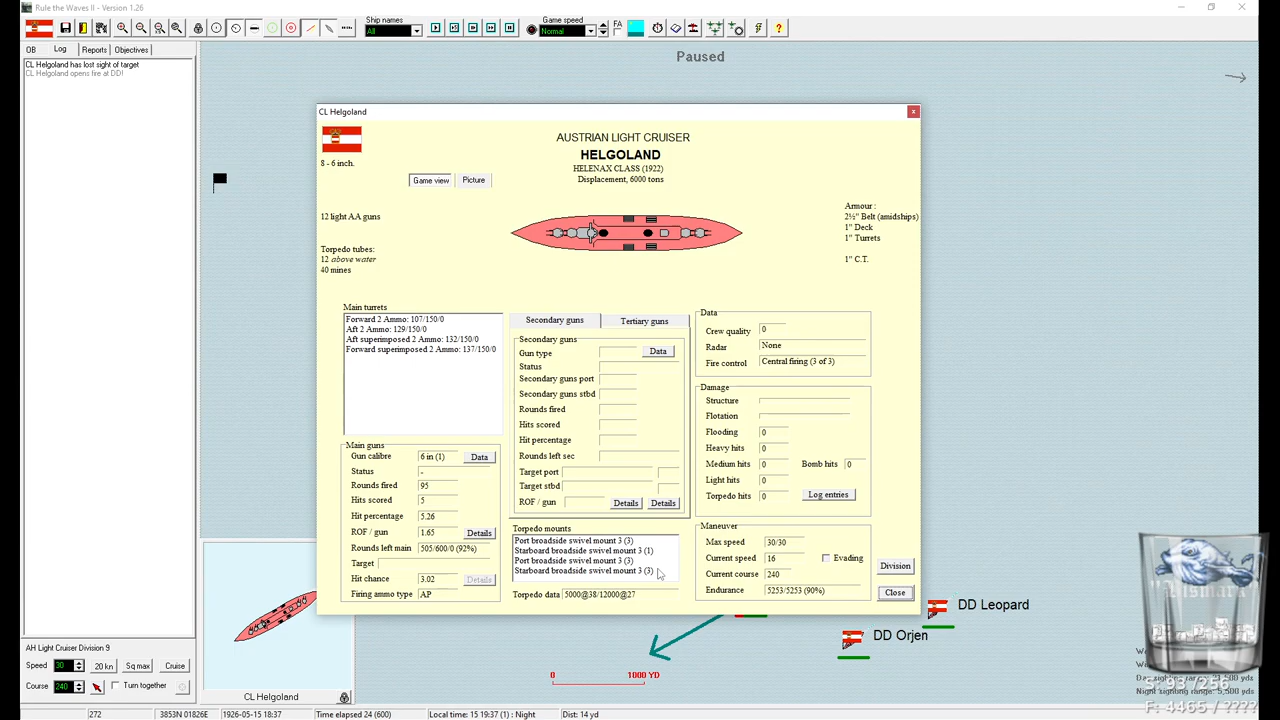 Rule the Waves II - Version 1.26
Ship names
All
Game speed
Normal
FA
OB
Log
Reports
Objectives
CL Helgoland has lost sight of target
CL Helgoland opens fire at DD!
Paused
CL Helgoland
AUSTRIAN LIGHT CRUISER
HELGOLAND
HELENAX CLASS (1922)
Displacement, 6000 tons
8 - 6 inch.
Game view
Picture
12 light AA guns
Torpedo tubes:
12 above water
40 mines
Armour :
2½" Belt (amidships)
1" Deck
1" Turrets
1" C.T.
Main turrets
Forward 2 Ammo: 107/150/0
Aft 2 Ammo: 129/150/0
Aft superimposed 2 Ammo: 132/150/0
Forward superimposed 2 Ammo: 137/150/0
Main guns
Gun calibre 6 in (1) Data
Status -
Rounds fired 95
Hits scored 5
Hit percentage 5.26
ROF / gun 1.65 Details
Rounds left main 505/600/0 (92%)
Target
Hit chance 3.02 Details
Firing ammo type AP
Secondary guns
Tertiary guns
Secondary guns
Gun type Data
Status
Secondary guns port
Secondary guns stbd
Rounds fired
Hits scored
Hit percentage
Rounds left sec
Target port
Target stbd
ROF / gun Details Details
Torpedo mounts
Port broadside swivel mount 3 (3)
Starboard broadside swivel mount 3 (1)
Port broadside swivel mount 3 (3)
Starboard broadside swivel mount 3 (3)
Torpedo data 5000@38/12000@27
Data
Crew quality 0
Radar None
Fire control Central firing (3 of 3)
Damage
Structure
Flotation
Flooding 0
Heavy hits 0
Medium hits 0 Bomb hits 0
Light hits 0
Torpedo hits 0 Log entries
Maneuver
Max speed 30/30
Current speed 16 Evading
Current course 240
Endurance 5253/5253 (90%)
Division
Close
DD Leopard
DD Orjen
0 1000 YD
AH Light Cruiser Division 9
Speed 30 20 kn Sq max Cruise
Course 240 Turn together
CL Helgoland
Bismark
S: 937256
F: 4465 / ????
Night sighting range: 5,500 yds
272
3853N 01826E
1926-05-15 18:37
Time elapsed 24 (600)
Local time: 15 19:37 (1) : Night
Dist: 14 yd